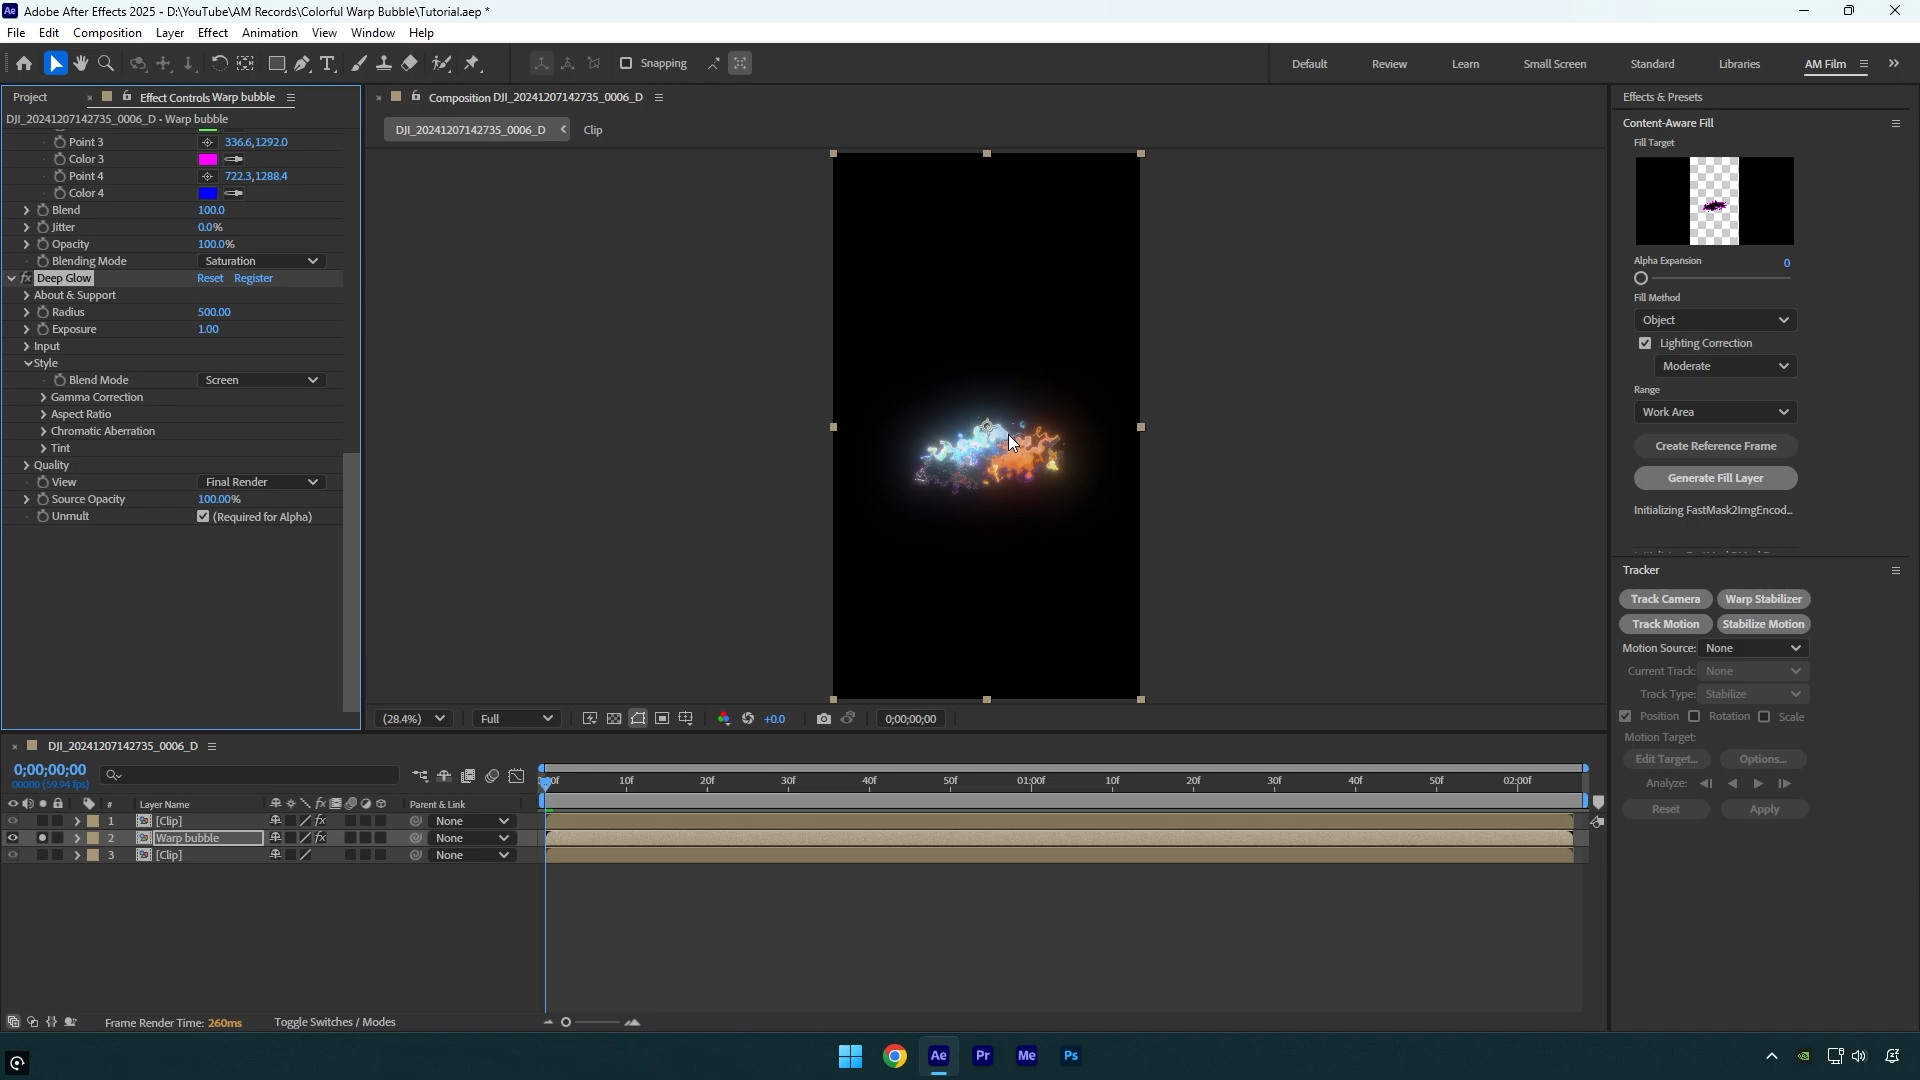 Adobe After Effects 2025 - D:\YouTube\AM Records\Colorful Warp Bubble\Tutorial.aep *
File Edit Composition Layer Effect Animation View Window Help
Snapping
Default Review Learn Small Screen Standard Libraries AM Film
Project Effect Controls Warp bubble
DJI_20241207142735_0006_D • Warp bubble
Point 3 336.6,1292.0
Color 3
Point 4 722.3,1288.4
Color 4
Blend 100.0
Jitter 0.0%
Opacity 100.0%
Blending Mode Saturation
fx Deep Glow Reset Register
About & Support
Radius 500.00
Exposure 1.00
Input
Style
Blend Mode Screen
Gamma Correction
Aspect Ratio
Chromatic Aberration
Tint
Quality
View Final Render
Source Opacity 100.00%
Unmult (Required for Alpha)
Composition DJI_20241207142735_0006_D
DJI_20241207142735_0006_D Clip
(28.4%) Full +0.0 0;00;00;00
Effects & Presets
Content-Aware Fill
Fill Target
Alpha Expansion 0
Fill Method
Object
Lighting Correction
Moderate
Range
Work Area
Create Reference Frame
Generate Fill Layer
Initializing FastMask2ImgEncod...
Tracker
Track Camera Warp Stabilizer
Track Motion Stabilize Motion
Motion Source: None
Current Track: None
Track Type: Stabilize
Position Rotation Scale
Motion Target:
Edit Target... Options...
Analyze:
Reset Apply
DJI_20241207142735_0006_D
0;00;00;00
00000 (59.94 fps)
10f 20f 30f 40f 50f 01:00f 10f 20f 30f 40f 50f 02:00f
# Layer Name fx Parent & Link
1 [Clip] fx None
2 Warp bubble fx None
3 [Clip] None
Frame Render Time: 260ms Toggle Switches / Modes
Ae Pr Me Ps